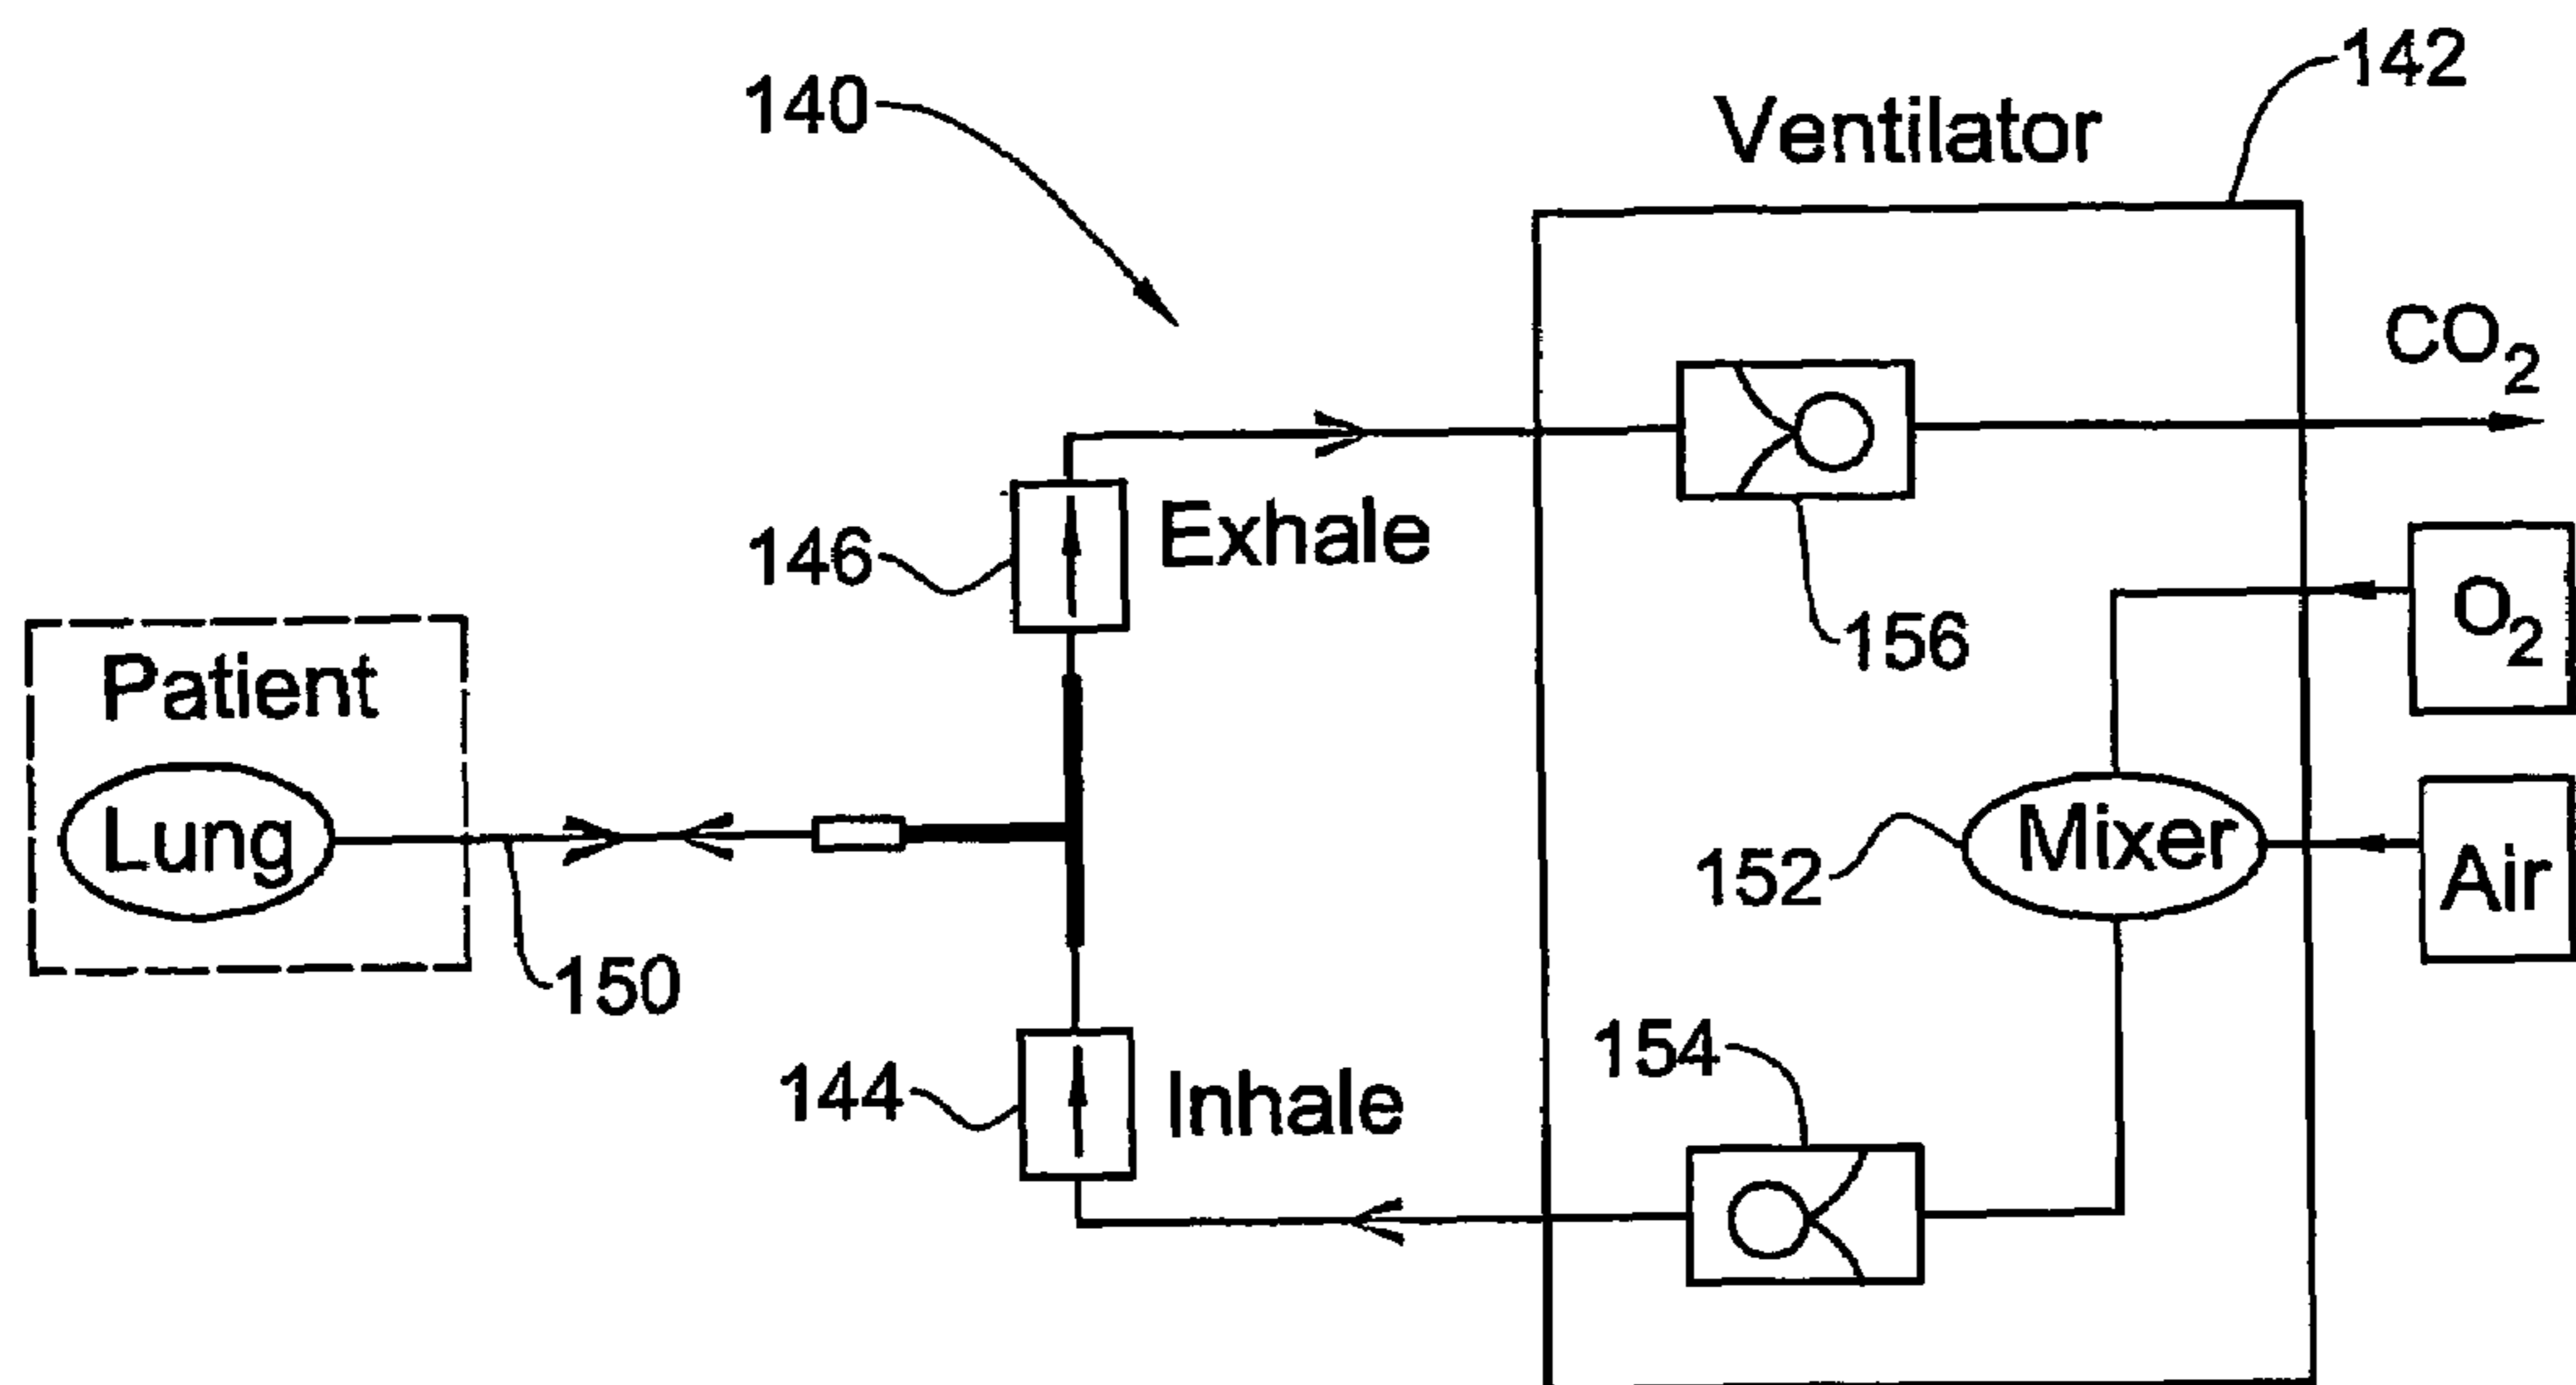 142
140
Ventilator
CO2
146
Exhale
156
O2
Patient
Lung
152
Mixer
Air
150
154
144
Inhale